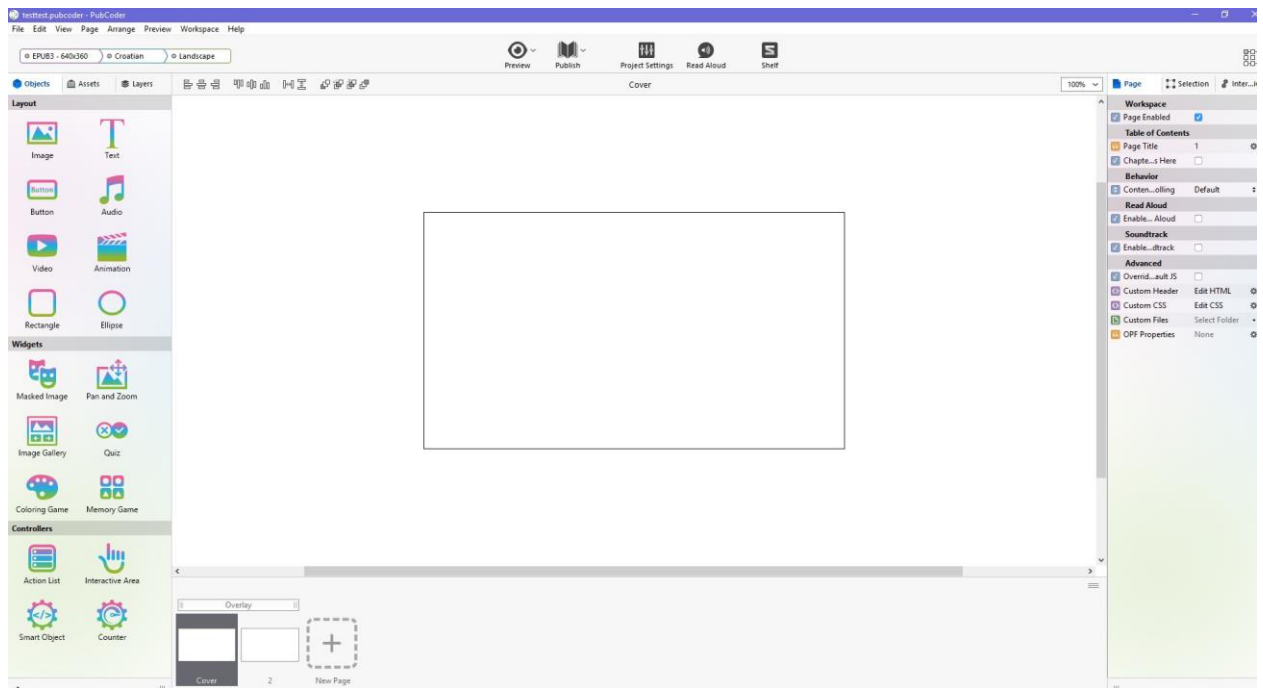 testtest.pubcoder - PubCoder
File Edit View Page Arrange Preview Workspace Help
EPUB3 - 640x360 Croatian Landscape
Preview Publish Project Settings Read Aloud Shelf
Objects Assets Layers
Cover
100%
Page Selection Inter...
Layout
Image Text
Button
Button Audio
Video Animation
Rectangle Ellipse
Widgets
Masked Image Pan and Zoom
Image Gallery Quiz
Coloring Game Memory Game
Controllers
Action List Interactive Area
Smart Object Counter
Overlay
Cover 2 New Page
Workspace
Page Enabled
Table of Contents
Page Title 1
Chapte...s Here
Behavior
Conten...olling Default
Read Aloud
Enable... Aloud
Soundtrack
Enable...dtrack
Advanced
Overrid...ault JS
Custom Header Edit HTML
Custom CSS Edit CSS
Custom Files Select Folder
OPF Properties None